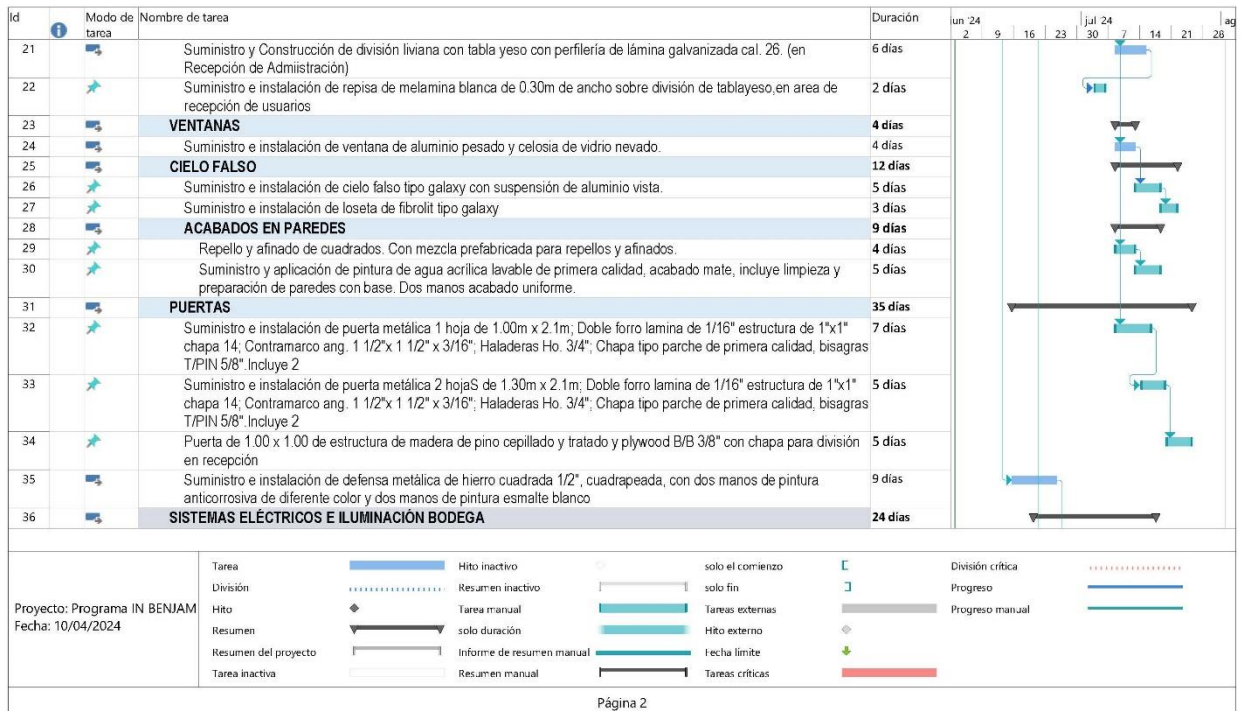 Id Modo de Nombre de tarea Duración jun '24 jul '24 ag
tarea 2 9 16 23 30 7 14 21 28
21 Suministro y Construcción de división liviana con tabla yeso con perfilería de lámina galvanizada cal. 26. (en 6 días
Recepción de Admiistración)
22 Suministro e instalación de repisa de melamina blanca de 0.30m de ancho sobre división de tablayeso,en area de 2 días
recepción de usuarios
23 VENTANAS 4 días
24 Suministro e instalación de ventana de aluminio pesado y celosia de vidrio nevado. 4 días
25 CIELO FALSO 12 días
26 Suministro e instalación de cielo falso tipo galaxy con suspensión de aluminio vista. 5 días
27 Suministro e instalación de loseta de fibrolit tipo galaxy 3 días
28 ACABADOS EN PAREDES 9 días
29 Repello y afinado de cuadrados. Con mezcla prefabricada para repellos y afinados. 4 días
30 Suministro y aplicación de pintura de agua acrílica lavable de primera calidad, acabado mate, incluye limpieza y 5 días
preparación de paredes con base. Dos manos acabado uniforme.
31 PUERTAS 35 días
32 Suministro e instalación de puerta metálica 1 hoja de 1.00m x 2.1m; Doble forro lamina de 1/16" estructura de 1"x1" 7 días
chapa 14; Contramarco ang. 1 1/2"x 1 1/2" x 3/16"; Haladeras Ho. 3/4"; Chapa tipo parche de primera calidad, bisagras
T/PIN 5/8".Incluye 2
33 Suministro e instalación de puerta metálica 2 hojaS de 1.30m x 2.1m; Doble forro lamina de 1/16" estructura de 1"x1" 5 días
chapa 14; Contramarco ang. 1 1/2"x 1 1/2" x 3/16"; Haladeras Ho. 3/4"; Chapa tipo parche de primera calidad, bisagras
T/PIN 5/8".Incluye 2
34 Puerta de 1.00 x 1.00 de estructura de madera de pino cepillado y tratado y plywood B/B 3/8" con chapa para división 5 días
en recepción
35 Suministro e instalación de defensa metálica de hierro cuadrada 1/2", cuadrapeada, con dos manos de pintura 9 días
anticorrosiva de diferente color y dos manos de pintura esmalte blanco
36 SISTEMAS ELÉCTRICOS E ILUMINACIÓN BODEGA 24 días
Proyecto: Programa IN BENJAM
Fecha: 10/04/2024
Tarea Hito inactivo solo el comienzo División crítica
División Resumen inactivo solo fin Progreso
Hito Tarea manual Tareas externas Progreso manual
Resumen solo duración Hito externo
Resumen del proyecto Informe de resumen manual Fecha límite
Tarea inactiva Resumen manual Tareas críticas
Página 2